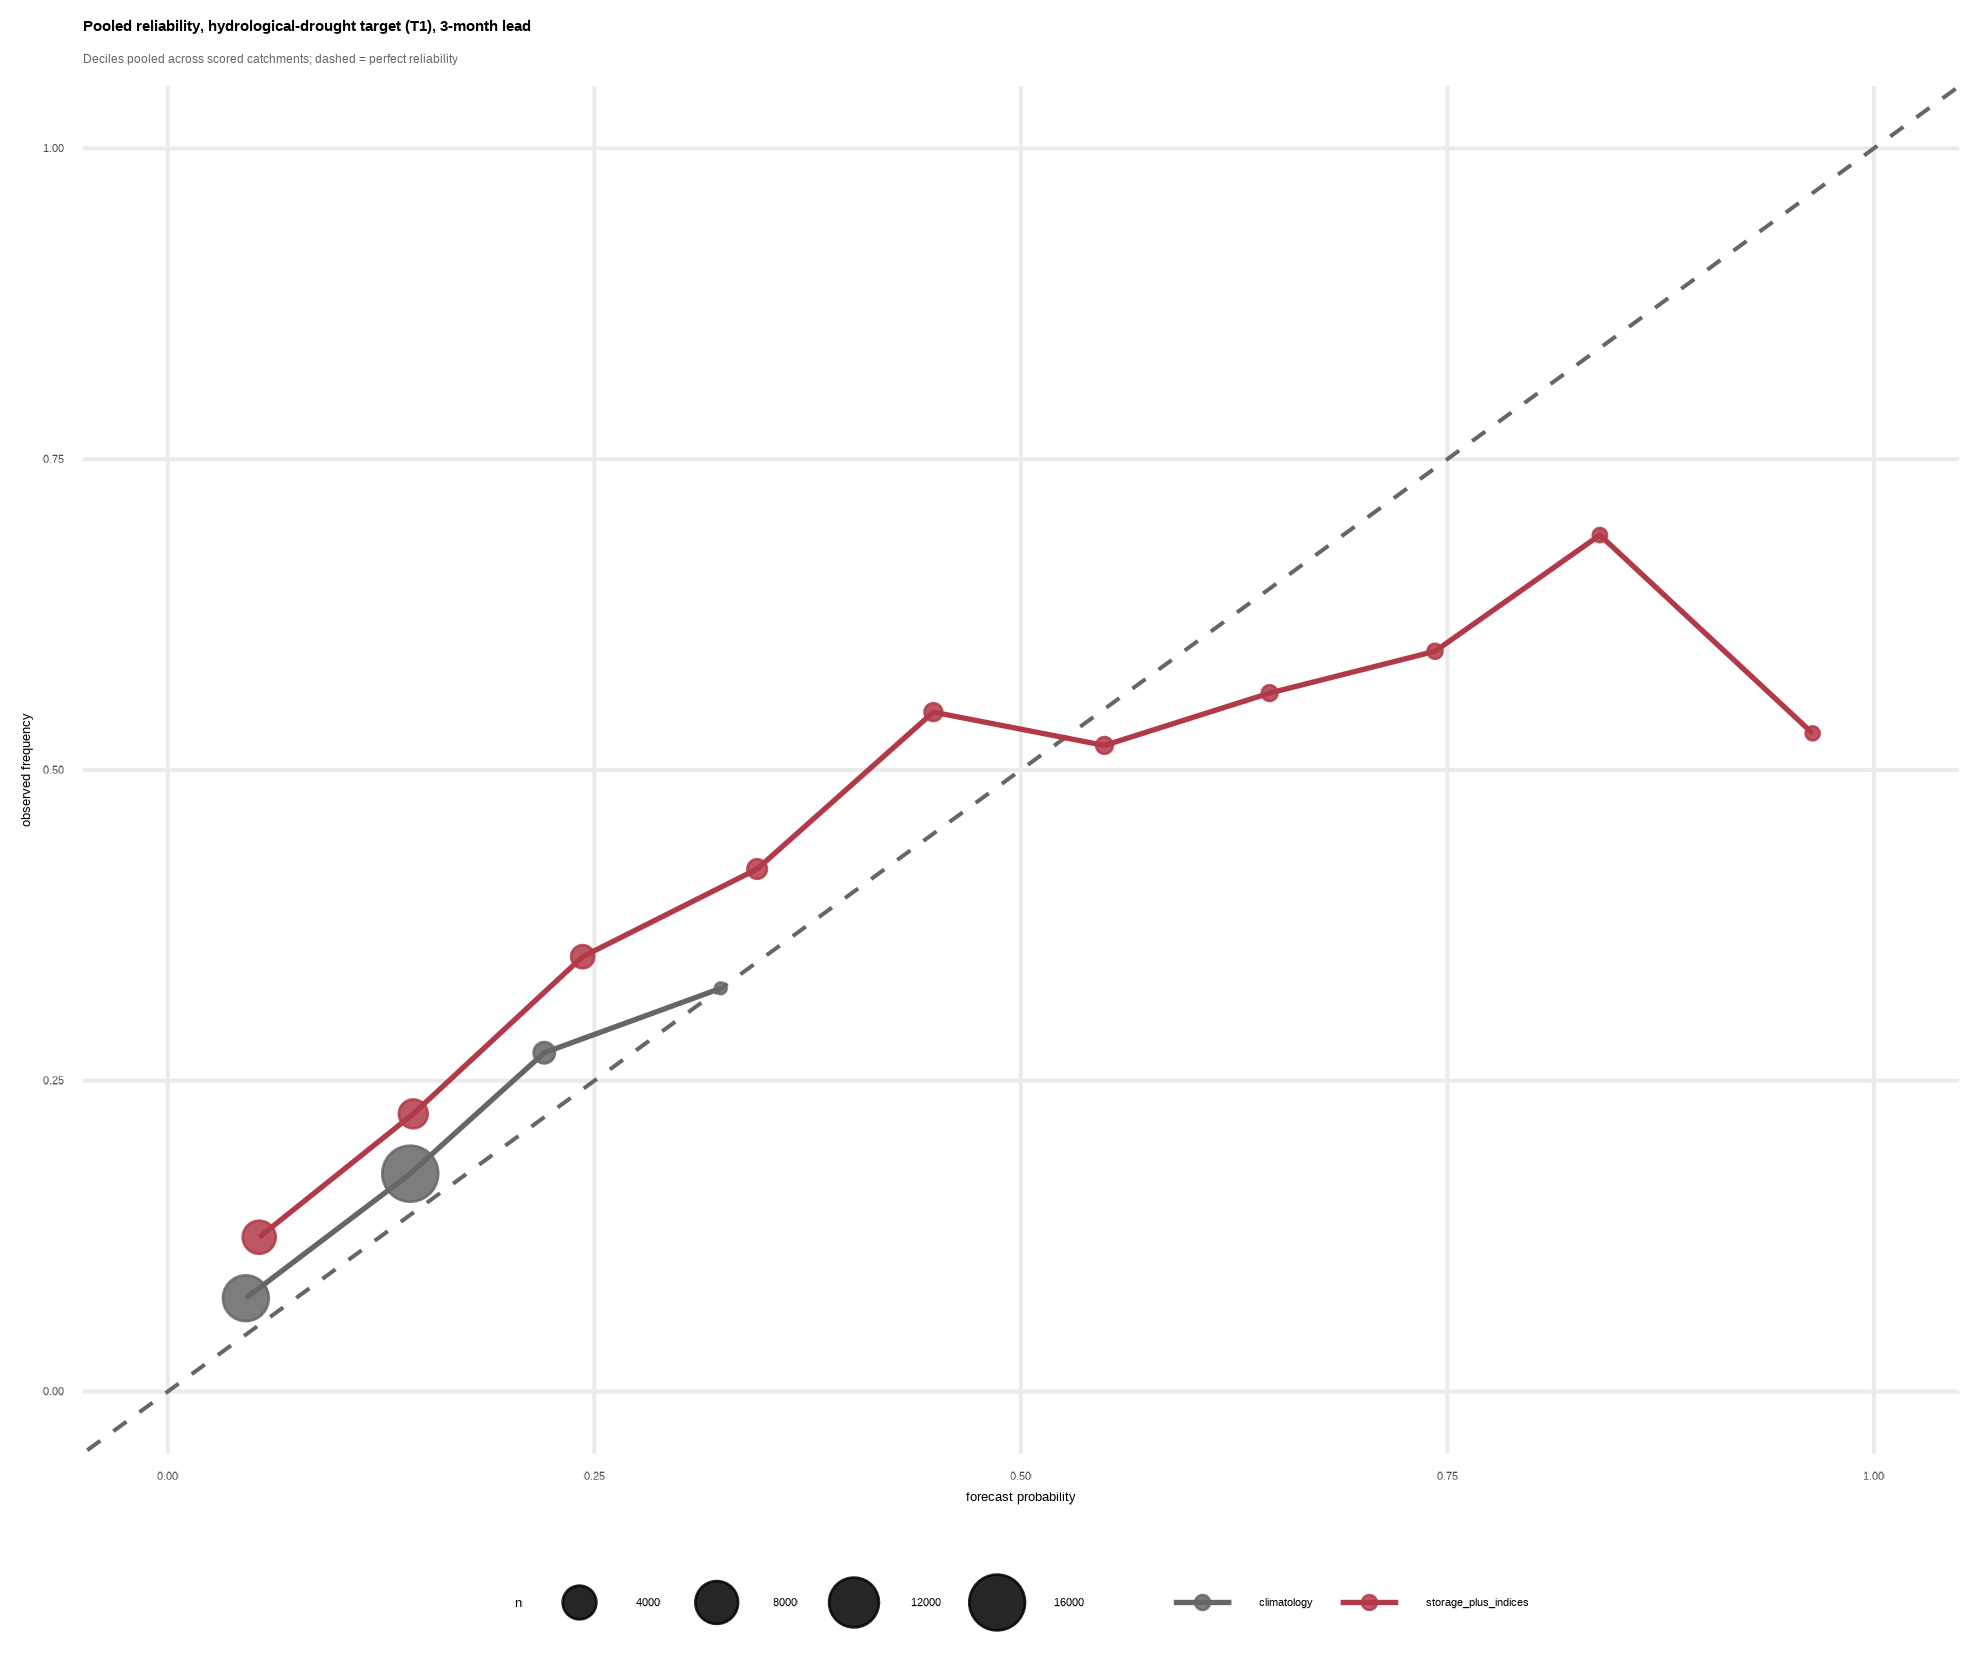 Pooled reliability, hydrological-drought target (T1), 3-month lead
Deciles pooled across scored catchments; dashed = perfect reliability
1.00
0.75
0.50
0.25
0.00
observed frequency
0.00 0.25 0.50 0.75 1.00
forecast probability
n 4000 8000 12000 16000 climatology storage_plus_indices